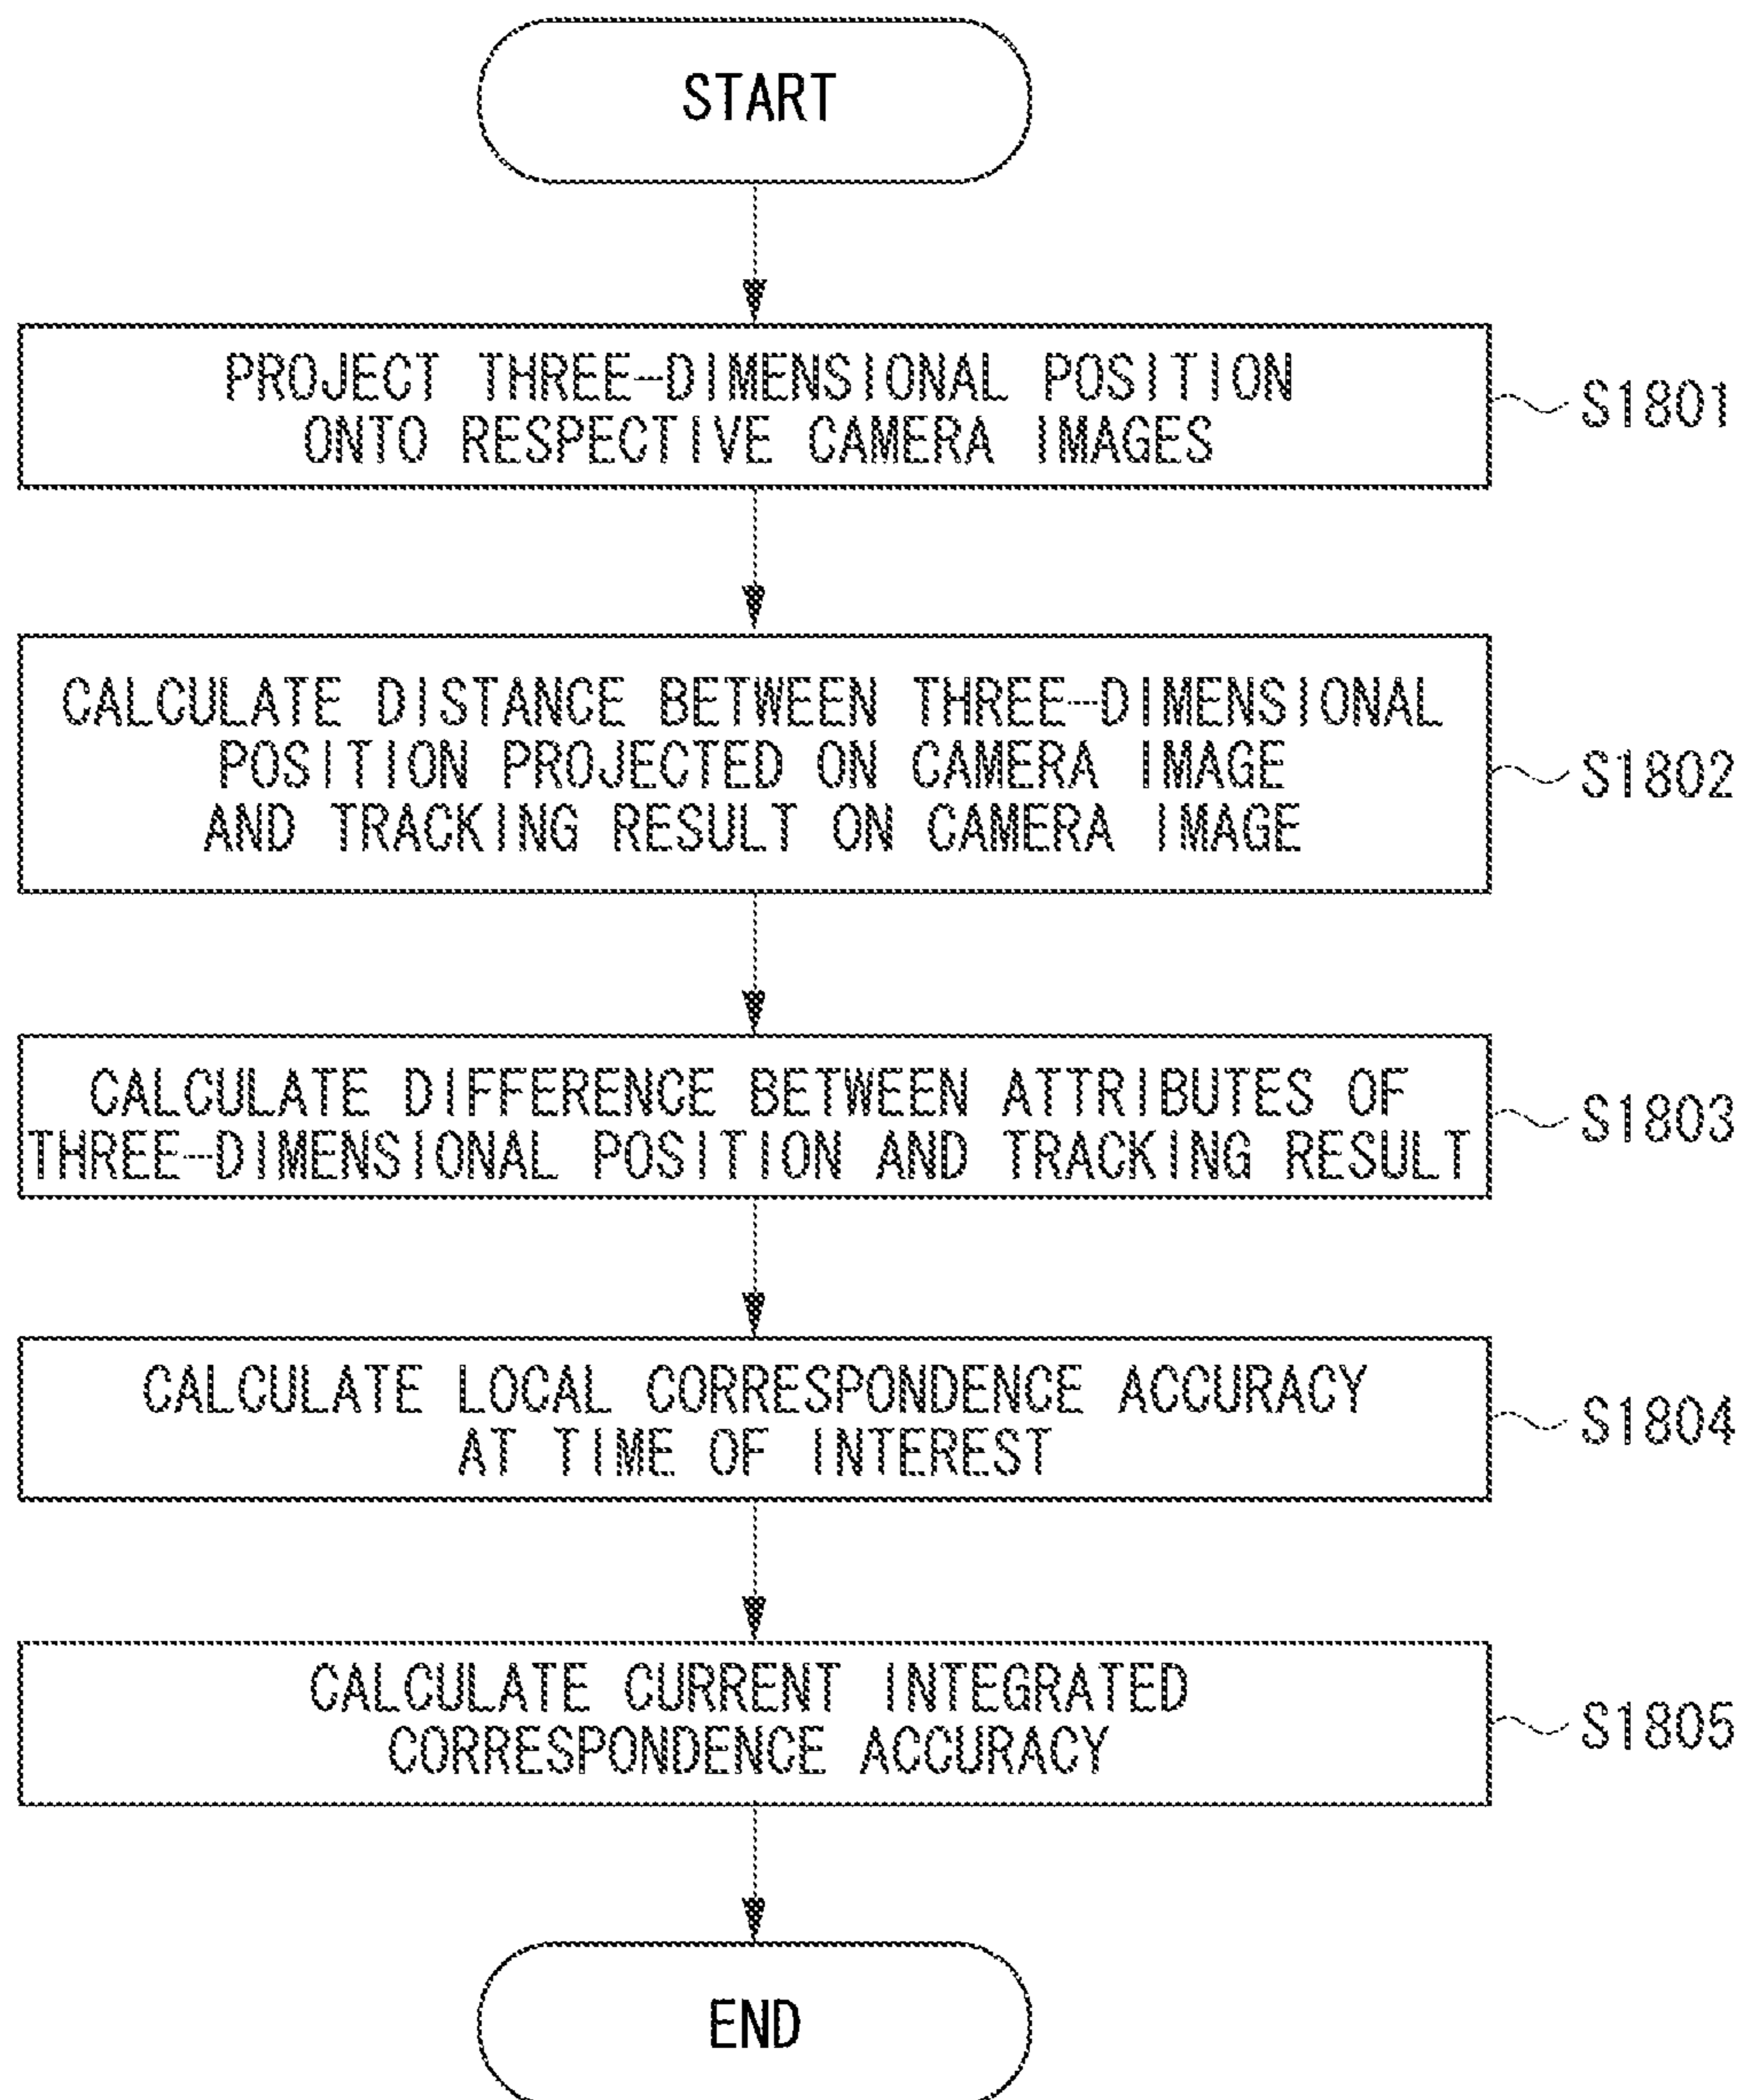 START
PROJECT THREE-DIMENSIONAL POSITION
ONTO RESPECTIVE CAMERA IMAGES
S1801
CALCULATE DISTANCE BETWEEN THREE-DIMENSIONAL
POSITION PROJECTED ON CAMERA IMAGE
AND TRACKING RESULT ON CAMERA IMAGE
S1802
CALCULATE DIFFERENCE BETWEEN ATTRIBUTES OF
THREE-DIMENSIONAL POSITION AND TRACKING RESULT
S1803
CALCULATE LOCAL CORRESPONDENCE ACCURACY
AT TIME OF INTEREST
S1804
CALCULATE CURRENT INTEGRATED
CORRESPONDENCE ACCURACY
S1805
END